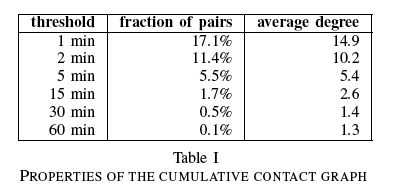 threshold fraction of pairs average degree
1 min 17.1% 14.9
2 min 11.4% 10.2
5 min 5.5% 5.4
15 min 1.7% 2.6
30 min 0.5% 1.4
60 min 0.1% 1.3
Table I
PROPERTIES OF THE CUMULATIVE CONTACT GRAPH